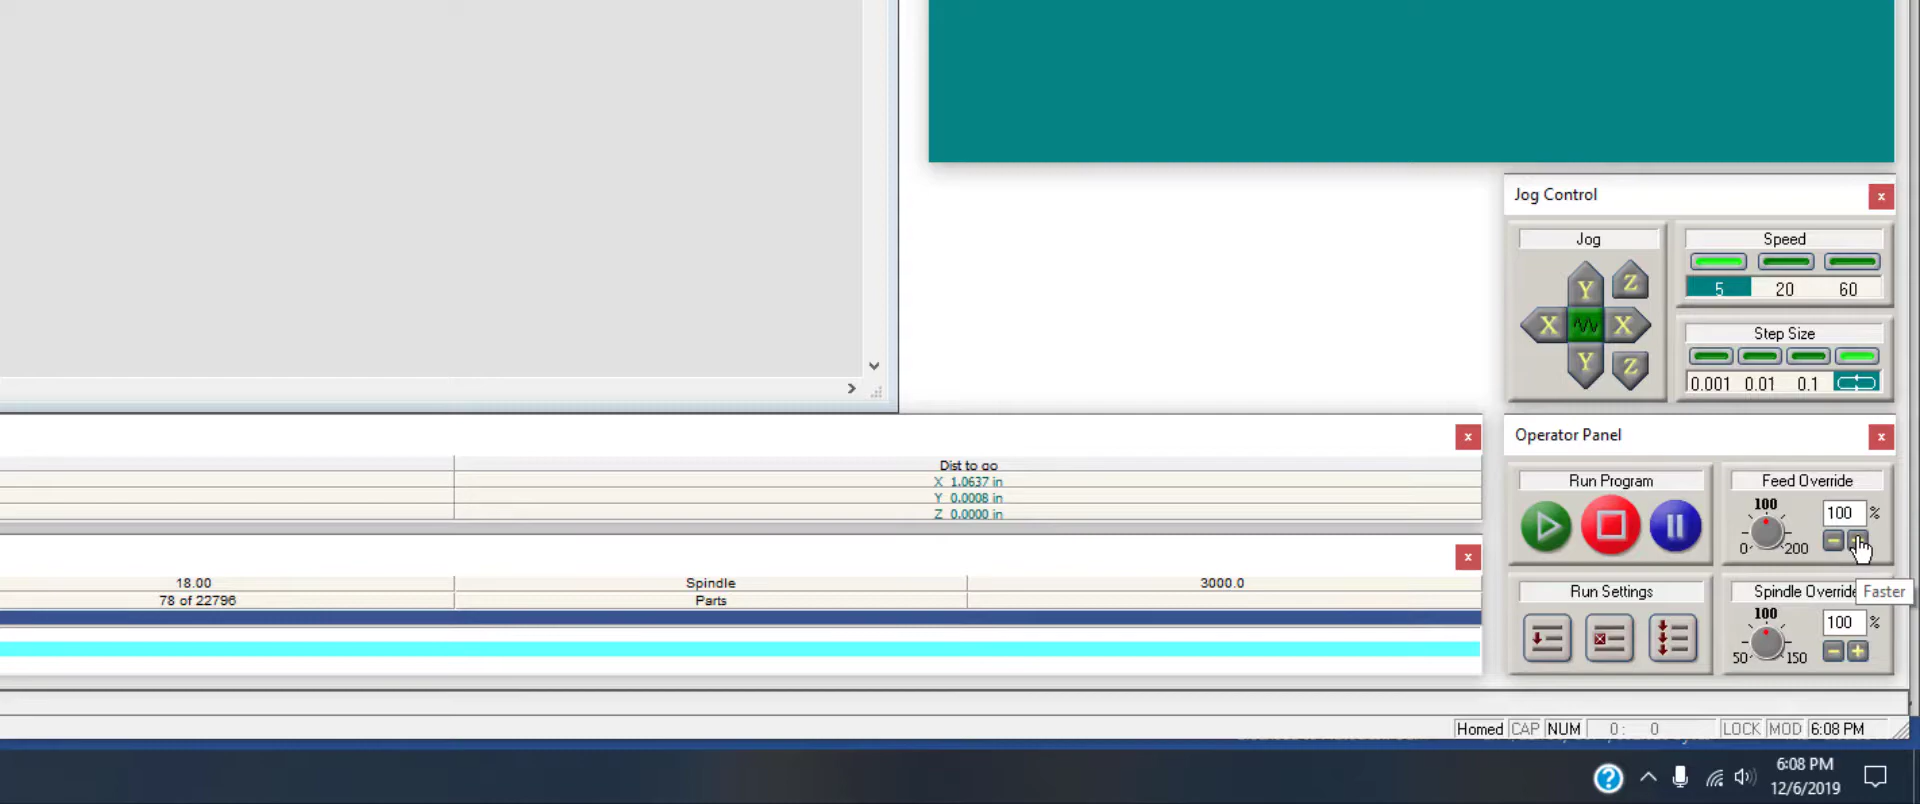 Jog Control
x
Jog
Y
Z
X
X
Y
Z
Speed
5 20 60
Step Size
0.001 0.01 0.1
x
Dist to go
X 1.0637 in
Y 0.0008 in
Z 0.0000 in
x
18.00 Spindle 3000.0
78 of 22796 Parts
Operator Panel
x
Run Program
Feed Override
100
0 200
100 %
Run Settings
Spindle Override
Faster
100
50 150
100 %
Homed CAP NUM 0: 0 LOCK MOD 6:08 PM
?
6:08 PM
12/6/2019